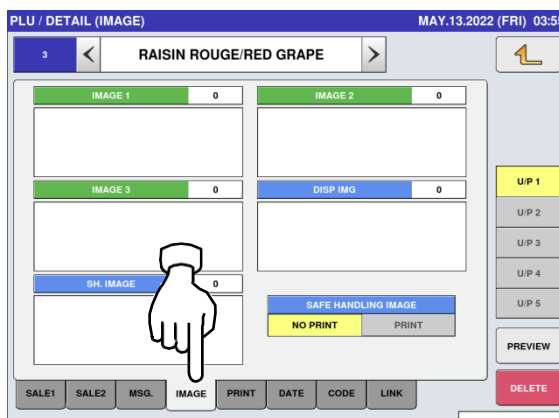 PLU / DETAIL (IMAGE) MAY.13.2022 (FRI) 03:55
3 RAISIN ROUGE/RED GRAPE
IMAGE 1 0 IMAGE 2 0
IMAGE 3 0 DISP IMG 0
U/P 1
U/P 2
U/P 3
U/P 4
U/P 5
SH. IMAGE 0
SAFE HANDLING IMAGE
NO PRINT PRINT
PREVIEW
SALE1 SALE2 MSG. IMAGE PRINT DATE CODE LINK
DELETE